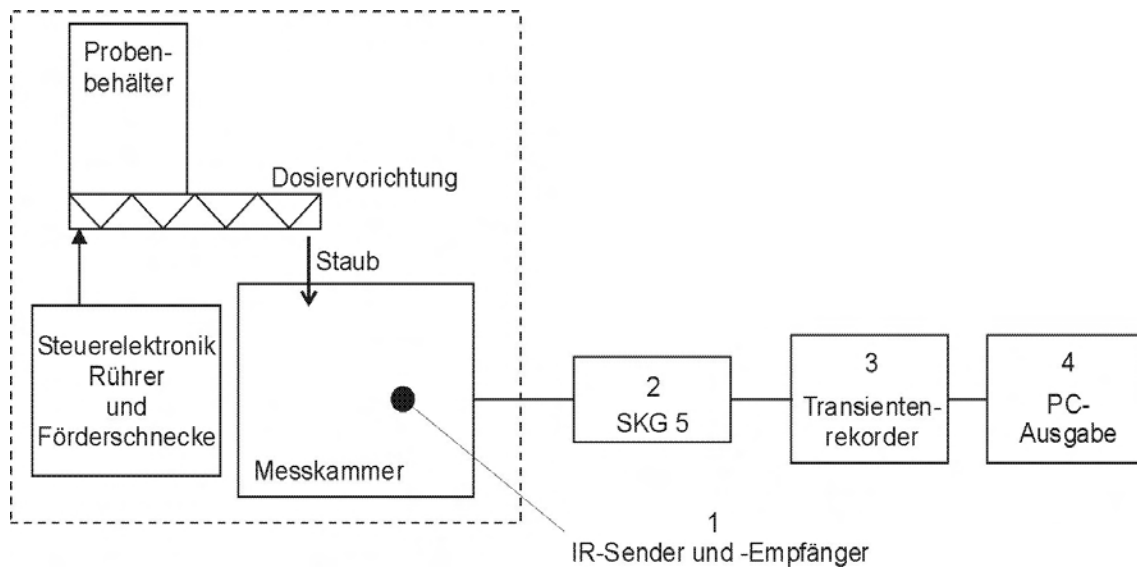 Proben-
behälter
Dosiervorichtung
Staub
Steuerelektronik
Rührer
und
Förderschnecke
Messkammer
2
SKG 5
3
Transienten-
rekorder
4
PC-
Ausgabe
1
IR-Sender und -Empfänger